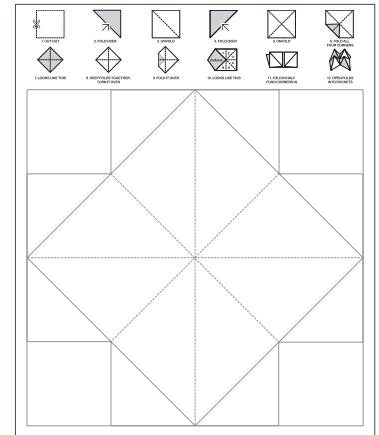 1. CUT OUT
2. FOLD OVER
3. UNFOLD
4. FOLD OVER
5. UNFOLD
6. FOLD ALL
FOUR CORNERS
7. LOOKS LIKE THIS
8. KEEP FOLDS TOGETHER
TURN IT OVER
9. FOLD IT OVER
10. LOOKS LIKE THIS
11. FOLD IN HALF
PUSH CORNERS IN
12. OPEN FOLDS
INTO POCKETS